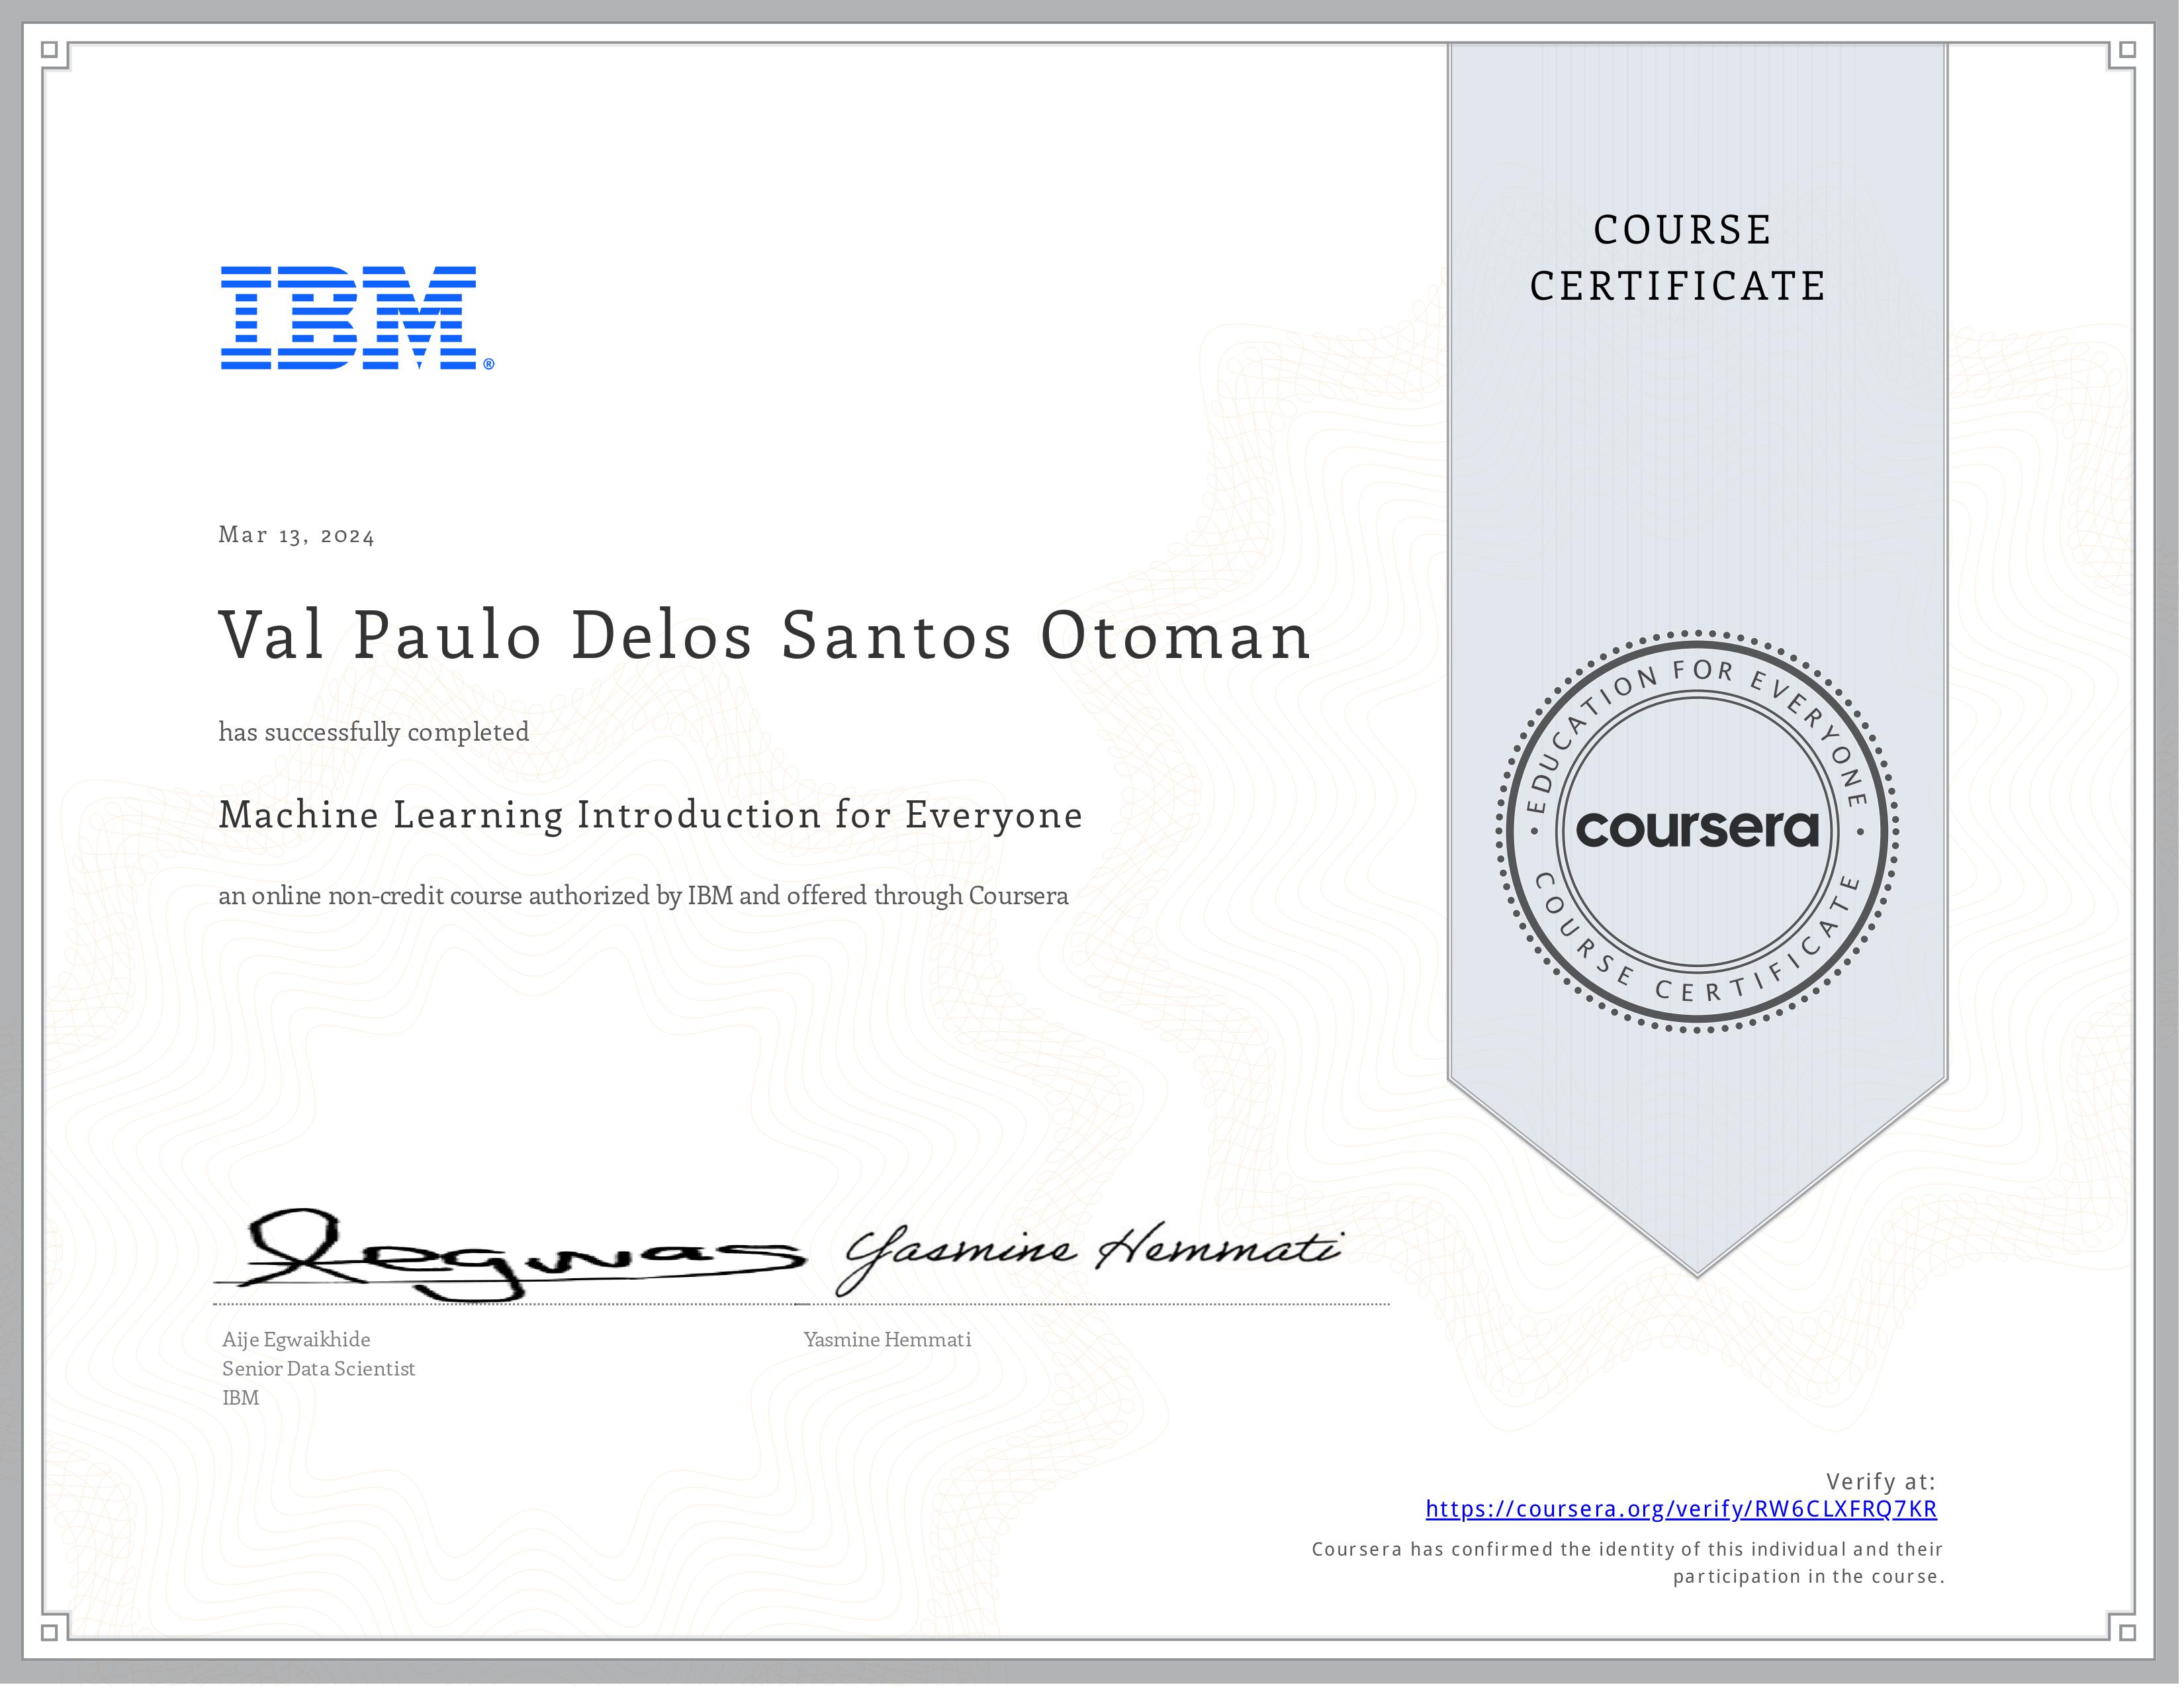 COURSE
CERTIFICATE
IBM®
Mar 13, 2024
Val Paulo Delos Santos Otoman
has successfully completed
Machine Learning Introduction for Everyone
an online non-credit course authorized by IBM and offered through Coursera
EDUCATION FOR EVERYONE
coursera
COURSE CERTIFICATE
Yasmine Hemmati
Aije Egwaikhide
Senior Data Scientist
IBM
Yasmine Hemmati
Verify at:
https://coursera.org/verify/RW6CLXFRQ7KR
Coursera has confirmed the identity of this individual and their
participation in the course.